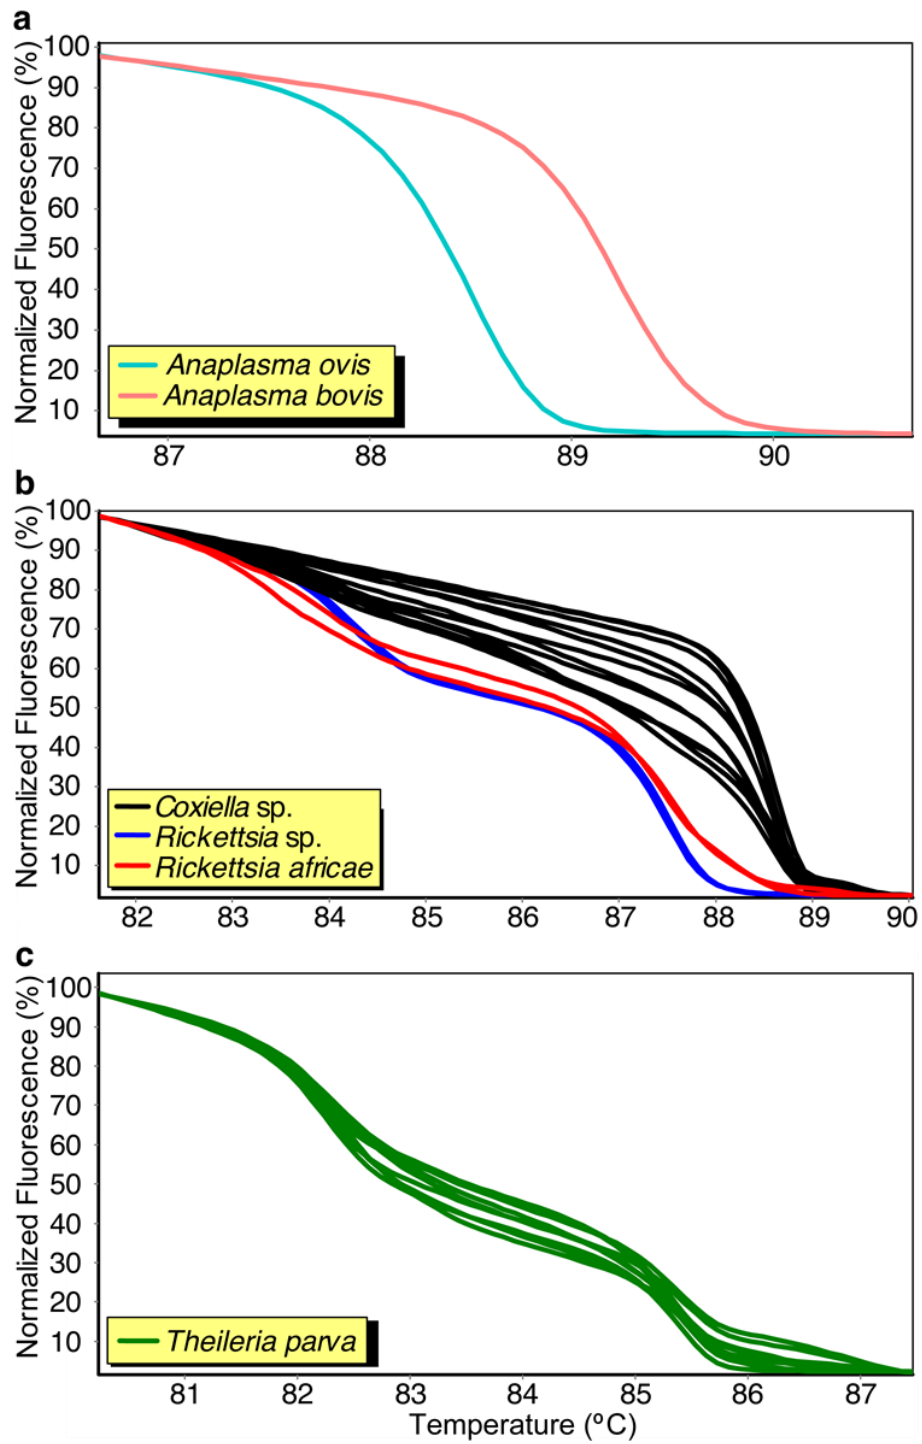 a
Normalized Fluorescence (%)
100
90
80
70
60
50
40
30
20
10
Anaplasma ovis
Anaplasma bovis
87 88 89 90
b
Normalized Fluorescence (%)
100
90
80
70
60
50
40
30
20
10
Coxiella sp.
Rickettsia sp.
Rickettsia africae
82 83 84 85 86 87 88 89 90
c
Normalized Fluorescence (%)
100
90
80
70
60
50
40
30
20
10
Theileria parva
81 82 83 84 85 86 87
Temperature (ºC)